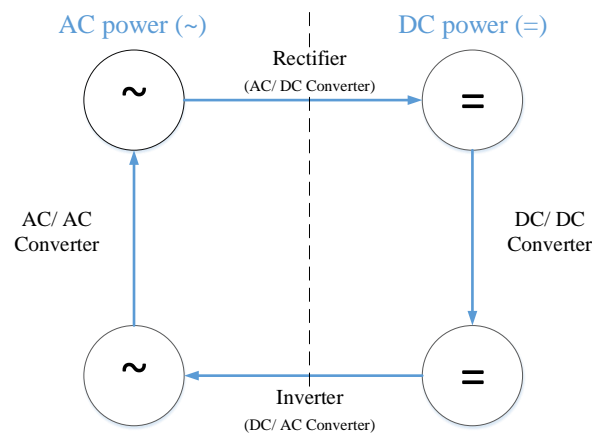 AC power (~)
DC power (=)
Rectifier
(AC/ DC Converter)
~
=
AC/ AC
Converter
DC/ DC
Converter
~
=
Inverter
(DC/ AC Converter)